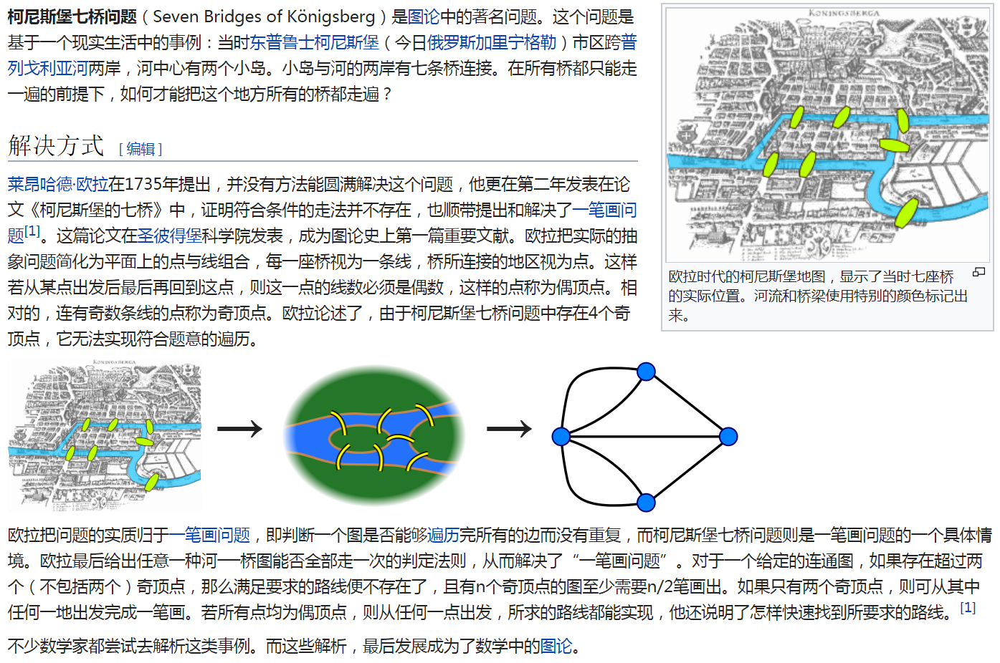 柯尼斯堡七桥问题（Seven Bridges of Königsberg）是图论中的著名问题。这个问题是
基于一个现实生活中的事例：当时东普鲁士柯尼斯堡（今日俄罗斯加里宁格勒）市区跨普
列戈利亚河两岸，河中心有两个小岛。小岛与河的两岸有七条桥连接。在所有桥都只能走
一遍的前提下，如何才能把这个地方所有的桥都走遍？
KONINGSBERGA
欧拉时代的柯尼斯堡地图，显示了当时七座桥
的实际位置。河流和桥梁使用特别的颜色标记出
来。
解决方式 [ 编辑 ]
莱昂哈德·欧拉在1735年提出，并没有方法能圆满解决这个问题，他更在第二年发表在论
文《柯尼斯堡的七桥》中，证明符合条件的走法并不存在，也顺带提出和解决了一笔画问
题[1]。这篇论文在圣彼得堡科学院发表，成为图论史上第一篇重要文献。欧拉把实际的抽
象问题简化为平面上的点与线组合，每一座桥视为一条线，桥所连接的地区视为点。这样
若从某点出发后最后再回到这点，则这一点的线数必须是偶数，这样的点称为偶顶点。相
对的，连有奇数条线的点称为奇顶点。欧拉论述了，由于柯尼斯堡七桥问题中存在4个奇
顶点，它无法实现符合题意的遍历。
KONINGSBERGA
欧拉把问题的实质归于一笔画问题，即判断一个图是否能够遍历完所有的边而没有重复，而柯尼斯堡七桥问题则是一笔画问题的一个具体情
境。欧拉最后给出任意一种河──桥图能否全部走一次的判定法则，从而解决了“一笔画问题”。对于一个给定的连通图，如果存在超过两
个（不包括两个）奇顶点，那么满足要求的路线便不存在了，且有n个奇顶点的图至少需要n/2笔画出。如果只有两个奇顶点，则可从其中
任何一地出发完成一笔画。若所有点均为偶顶点，则从任何一点出发，所求的路线都能实现，他还说明了怎样快速找到所要求的路线。[1]
不少数学家都尝试去解析这类事例。而这些解析，最后发展成为了数学中的图论。